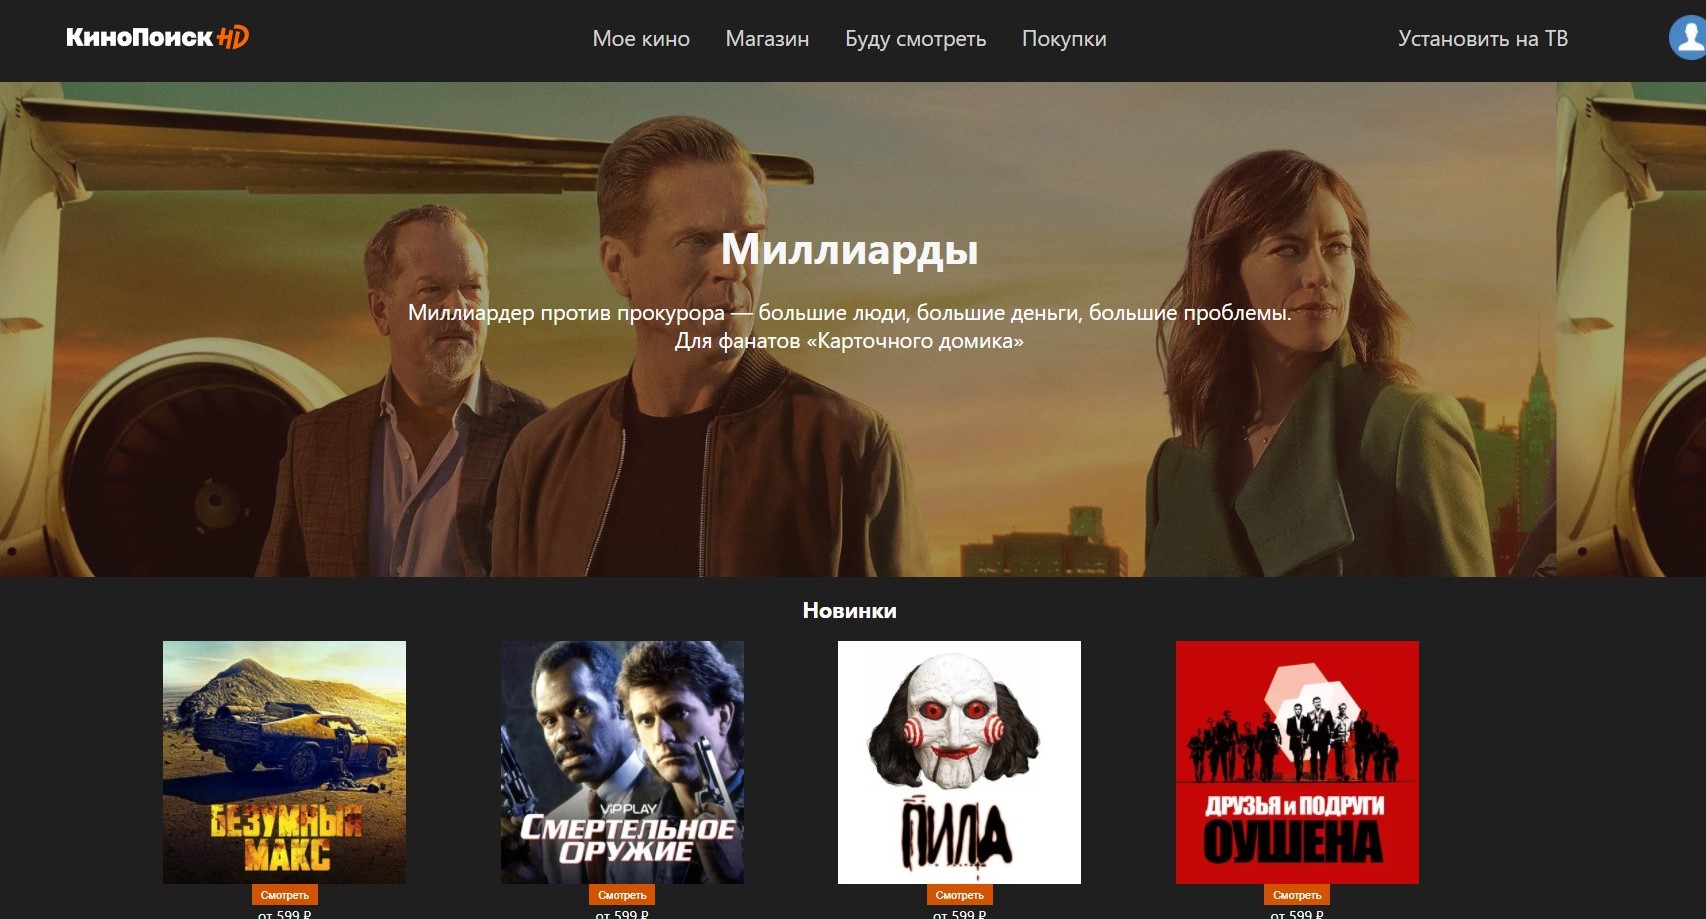 КиноПоиск HD
Мое кино
Магазин
Буду смотреть
Покупки
Установить на ТВ
Миллиарды
Миллиардер против прокурора — большие люди, большие деньги, большие проблемы.
Для фанатов «Карточного домика»
Новинки
БЕЗУМНЫЙ
МАКС
Смотреть
от 599 ₽
ViPPLAY
СМЕРТЕЛЬНОЕ
ОРУЖИЕ
Смотреть
от 599 ₽
ПИЛА
Смотреть
от 599 ₽
ДРУЗЬЯ И ПОДРУГИ
ОУШЕНА
Смотреть
от 599 ₽